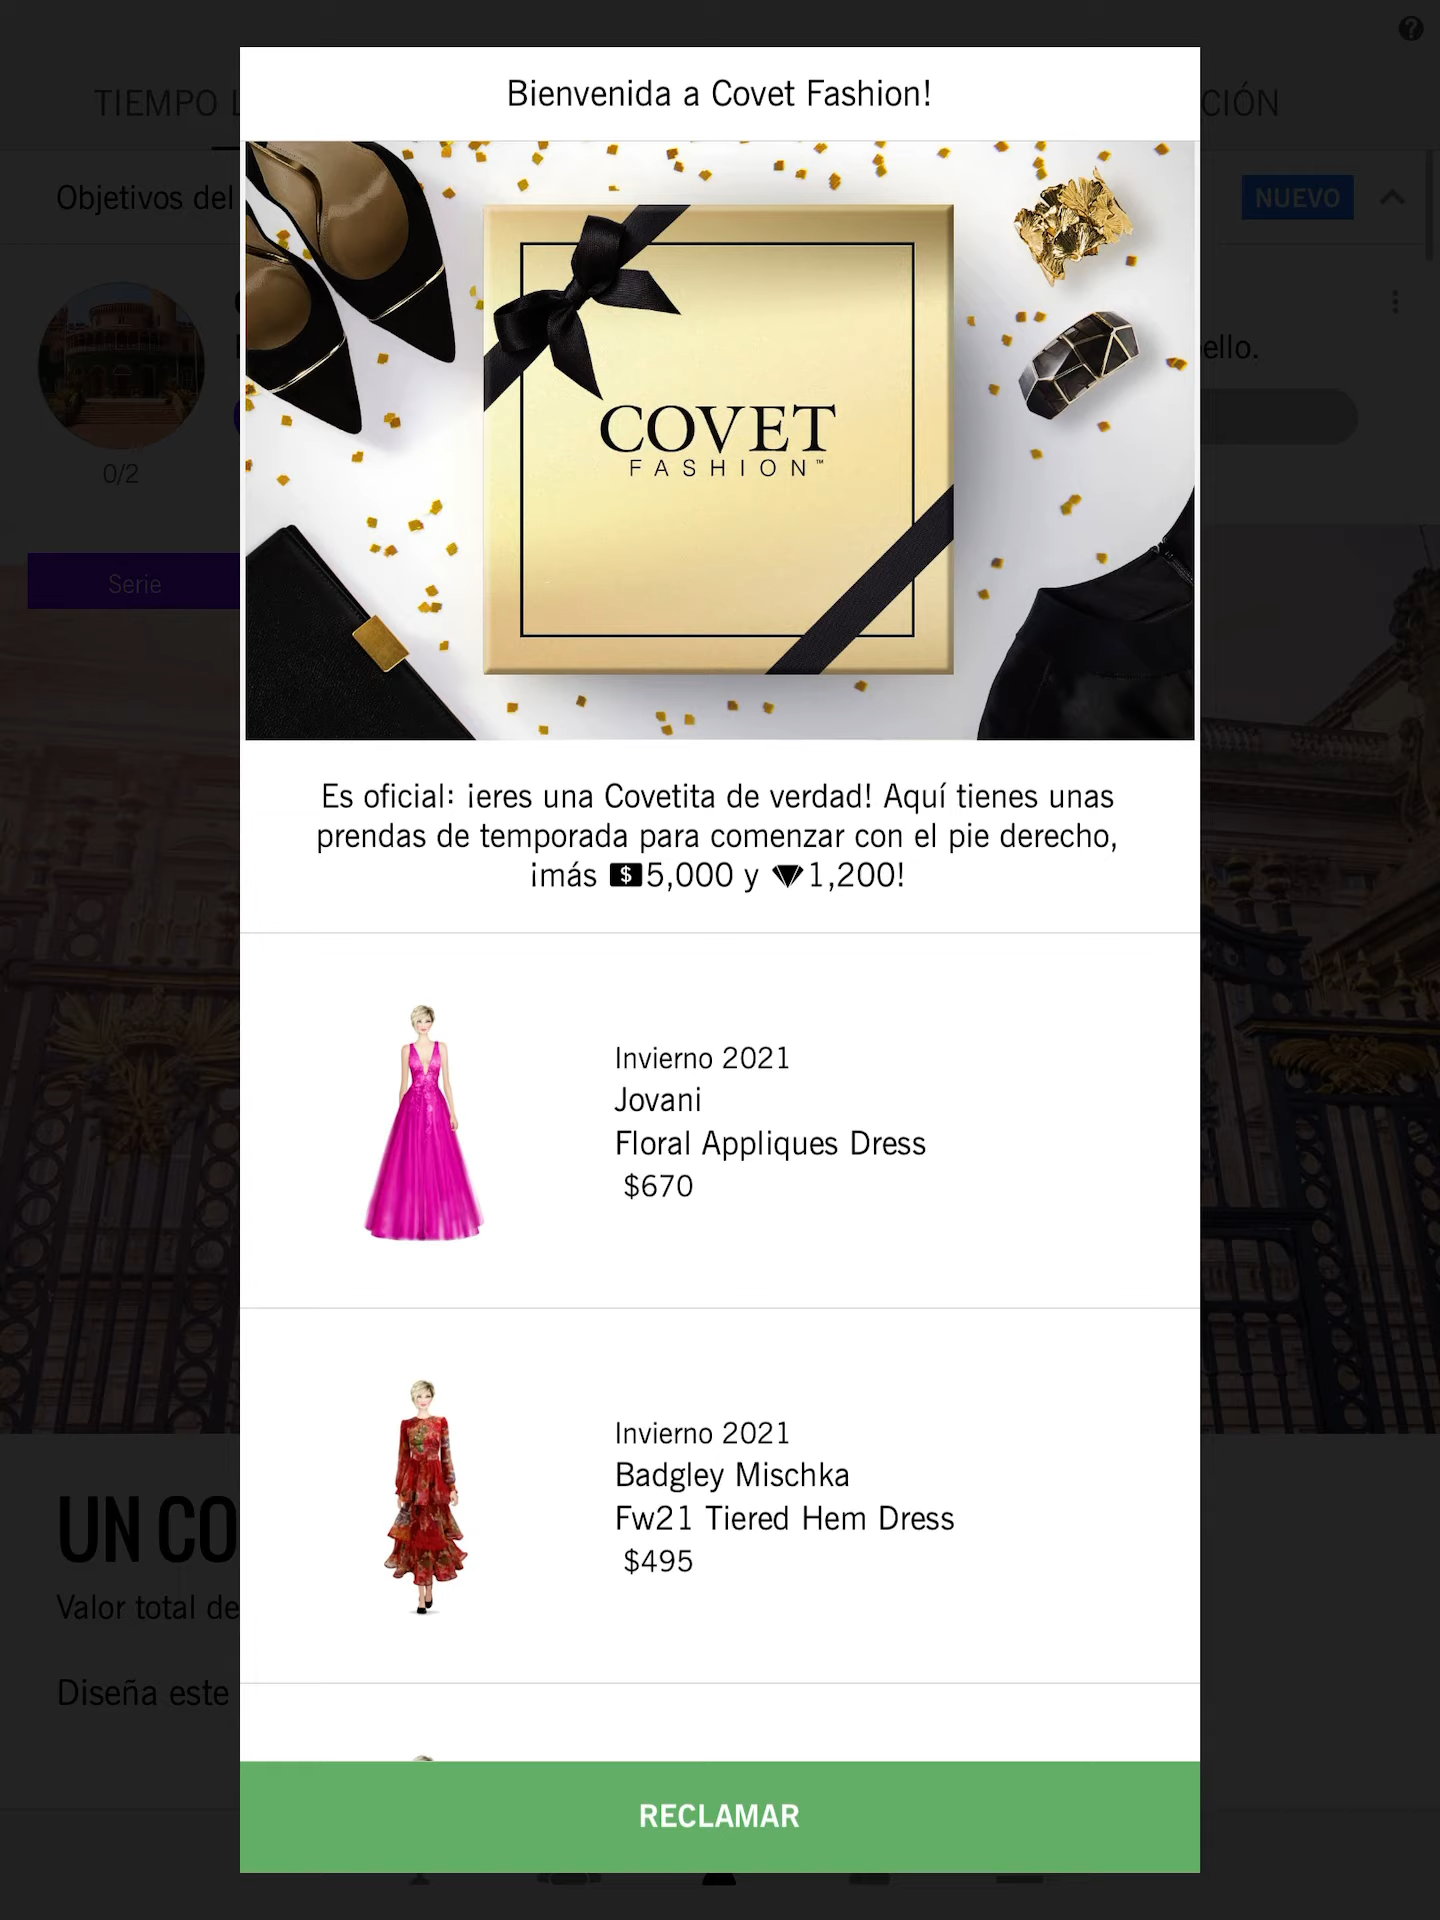 Bienvenida a Covet Fashion!
TIEMPO
CIÓN
Objetivos del
NUEVO
ello.
0/2
Serie
COVET
FASHION™
Es oficial: ¡eres una Covetita de verdad! Aquí tienes unas
prendas de temporada para comenzar con el pie derecho,
¡más $5,000 y 1,200!
Invierno 2021
Jovani
Floral Appliques Dress
$670
Invierno 2021
Badgley Mischka
Fw21 Tiered Hem Dress
$495
UN CO
Valor total de
Diseña este
RECLAMAR